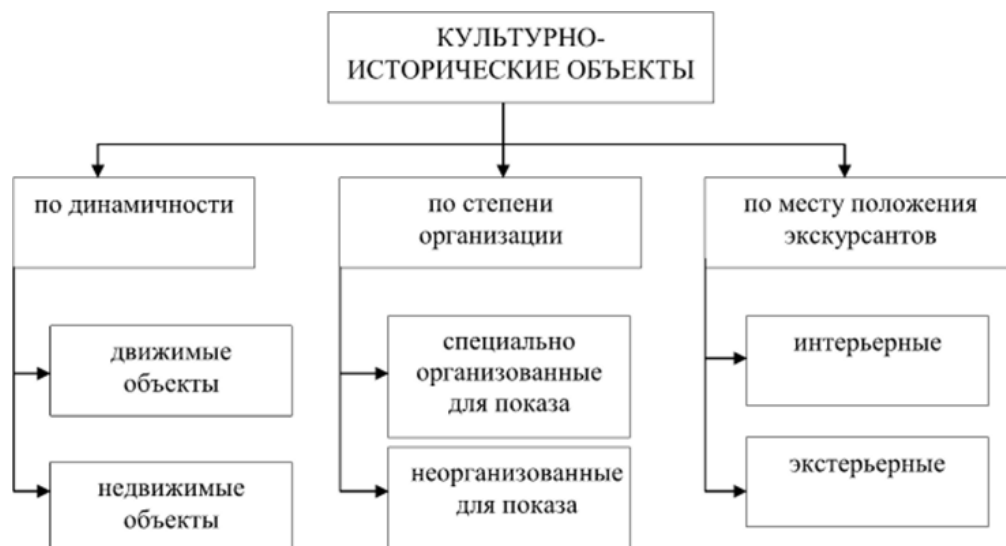 КУЛЬТУРНО-
ИСТОРИЧЕСКИЕ ОБЪЕКТЫ
по динамичности
движимые
объекты
недвижимые
объекты
по степени
организации
специально
организованные
для показа
неорганизованные
для показа
по месту положения
экскурсантов
интерьерные
экстерьерные